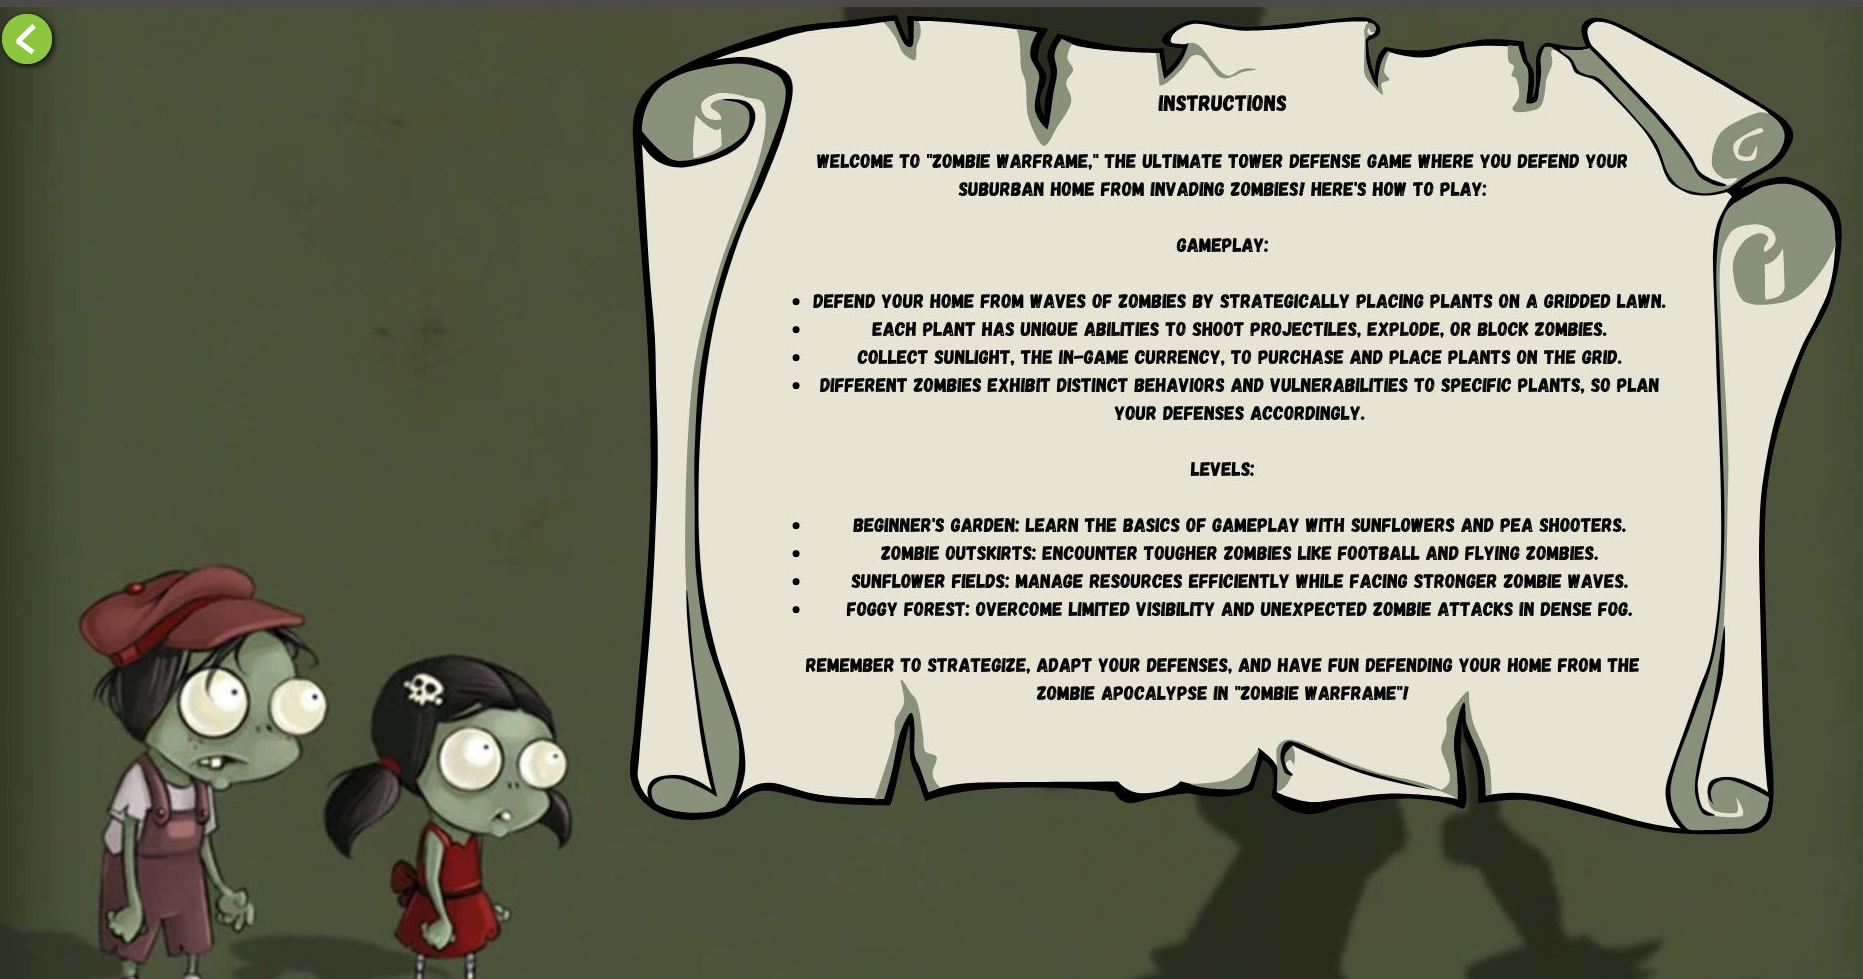 INSTRUCTIONS
WELCOME TO "ZOMBIE WARFRAME," THE ULTIMATE TOWER DEFENSE GAME WHERE YOU DEFEND YOUR
SUBURBAN HOME FROM INVADING ZOMBIES! HERE'S HOW TO PLAY:
GAMEPLAY:
• DEFEND YOUR HOME FROM WAVES OF ZOMBIES BY STRATEGICALLY PLACING PLANTS ON A GRIDDED LAWN.
• EACH PLANT HAS UNIQUE ABILITIES TO SHOOT PROJECTILES, EXPLODE, OR BLOCK ZOMBIES.
• COLLECT SUNLIGHT, THE IN-GAME CURRENCY, TO PURCHASE AND PLACE PLANTS ON THE GRID.
• DIFFERENT ZOMBIES EXHIBIT DISTINCT BEHAVIORS AND VULNERABILITIES TO SPECIFIC PLANTS, SO PLAN
YOUR DEFENSES ACCORDINGLY.
LEVELS:
• BEGINNER'S GARDEN: LEARN THE BASICS OF GAMEPLAY WITH SUNFLOWERS AND PEA SHOOTERS.
• ZOMBIE OUTSKIRTS: ENCOUNTER TOUGHER ZOMBIES LIKE FOOTBALL AND FLYING ZOMBIES.
• SUNFLOWER FIELDS: MANAGE RESOURCES EFFICIENTLY WHILE FACING STRONGER ZOMBIE WAVES.
• FOGGY FOREST: OVERCOME LIMITED VISIBILITY AND UNEXPECTED ZOMBIE ATTACKS IN DENSE FOG.
REMEMBER TO STRATEGIZE, ADAPT YOUR DEFENSES, AND HAVE FUN DEFENDING YOUR HOME FROM THE
ZOMBIE APOCALYPSE IN "ZOMBIE WARFRAME"!